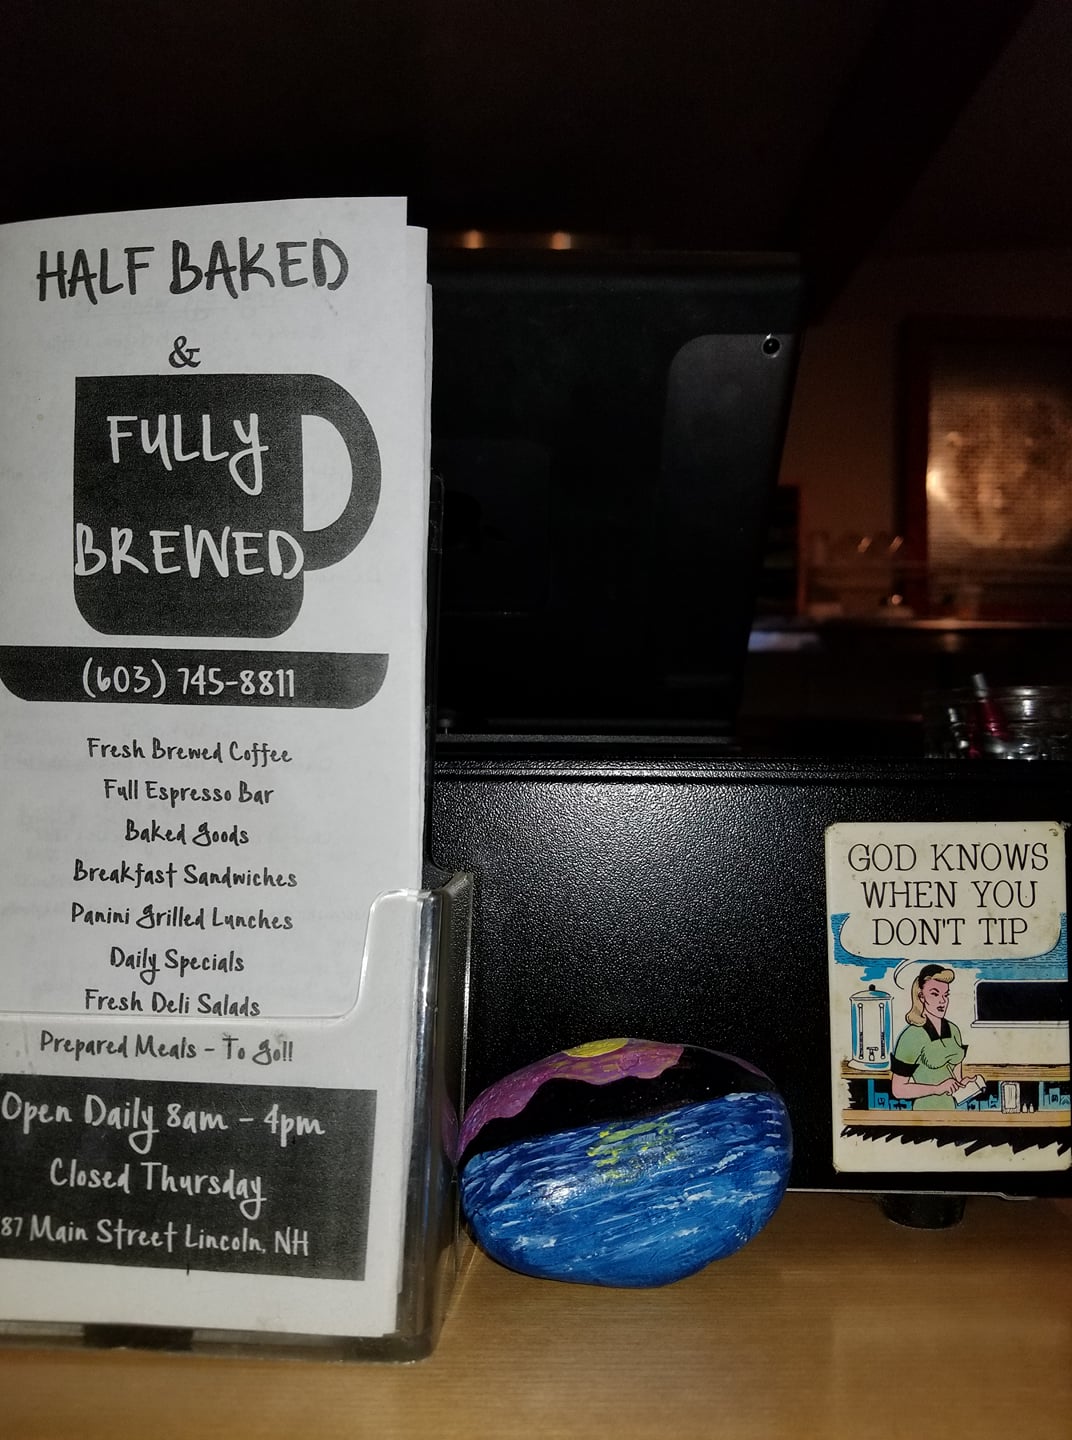 HALF BAKED
&
FULLY
BREWED
(603) 745-8811
Fresh Brewed Coffee
Full Espresso Bar
Baked Goods
Breakfast Sandwiches
Panini Grilled Lunches
Daily Specials
Fresh Deli Salads
Prepared Meals - To Go!!
Open Daily 8am - 4pm
Closed Thursday
87 Main Street Lincoln, NH
GOD KNOWS
WHEN YOU
DON'T TIP